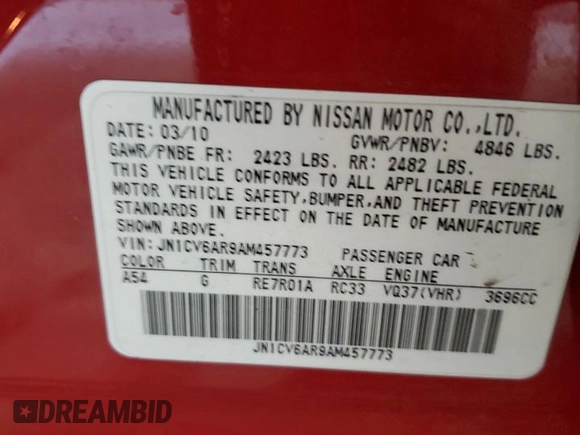 MANUFACTURED BY NISSAN MOTOR CO.,LTD.
DATE: 03/10 GVWR/PNBV: 4846 LBS.
GAWR/PNBE FR: 2423 LBS. RR: 2482 LBS.
THIS VEHICLE CONFORMS TO ALL APPLICABLE FEDERAL
MOTOR VEHICLE SAFETY,BUMPER,AND THEFT PREVENTION
STANDARDS IN EFFECT ON THE DATE OF MANUFACTURE
SHOWN ABOVE.
VIN: JN1CV6AR9AM457773 PASSENGER CAR
COLOR TRIM TRANS AXLE ENGINE
A54 G RE7R01A RC33 VQ37(VHR) 3696CC
JN1CV6AR9AM457773
DREAMBID